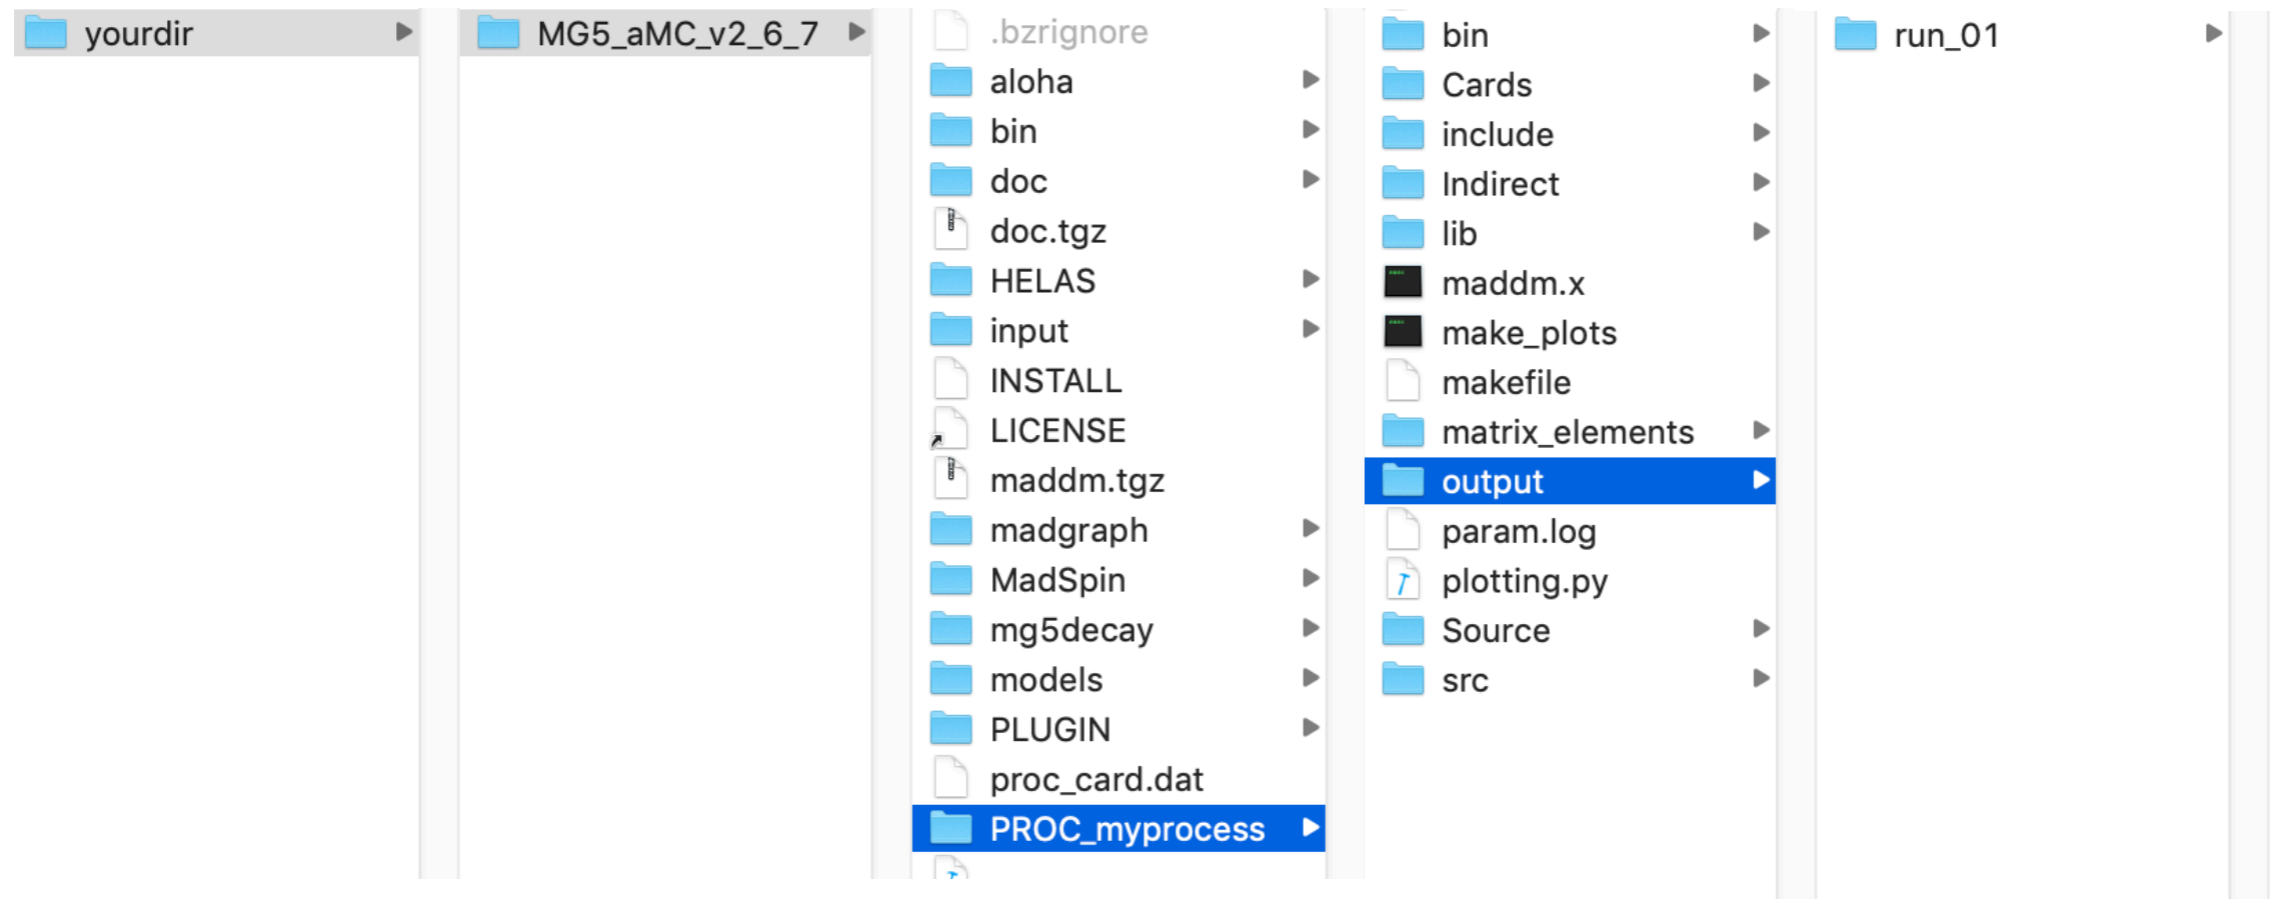 yourdir
MG5_aMC_v2_6_7
.bzrignore
aloha
bin
doc
doc.tgz
HELAS
input
INSTALL
LICENSE
maddm.tgz
madgraph
MadSpin
mg5decay
models
PLUGIN
proc_card.dat
PROC_myprocess
bin
Cards
include
Indirect
lib
maddm.x
make_plots
makefile
matrix_elements
output
param.log
plotting.py
Source
src
run_01